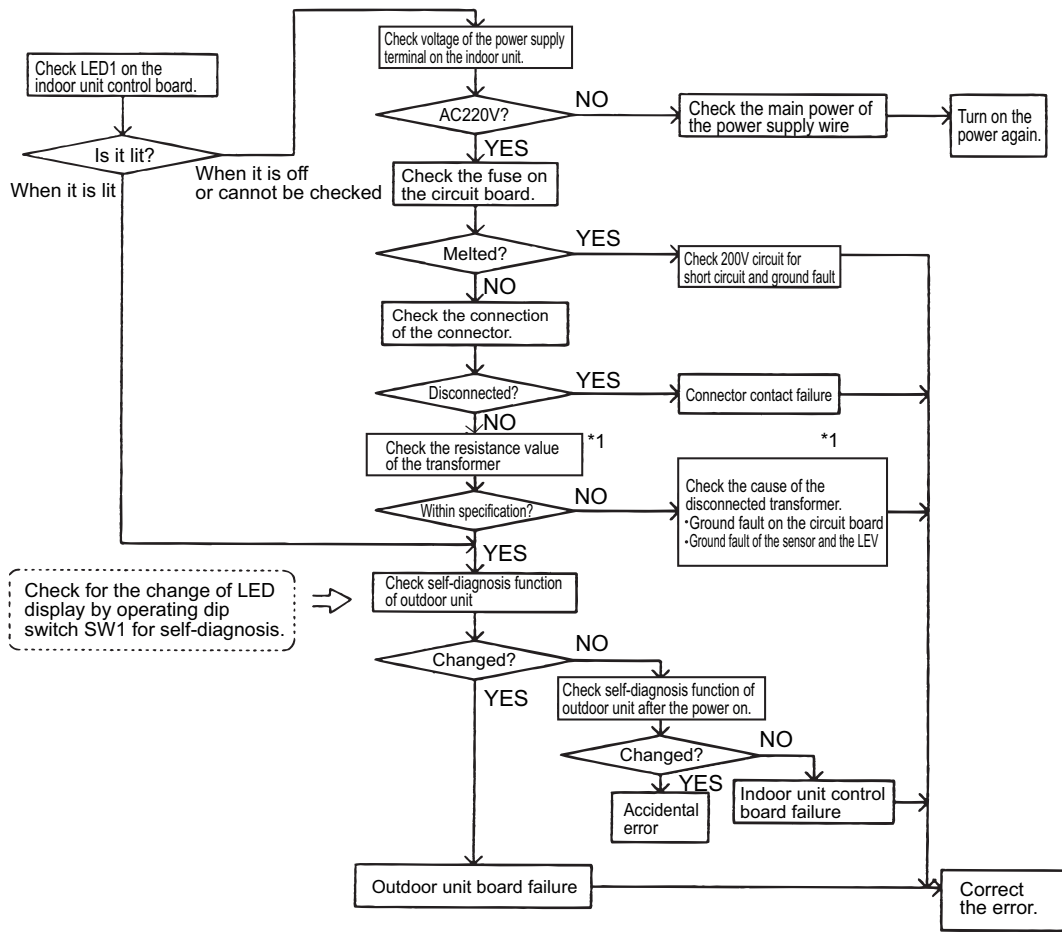 Check LED1 on the
indoor unit control board.
Is it lit?
When it is lit
When it is off
or cannot be checked
Check voltage of the power supply
terminal on the indoor unit.
AC220V?
NO
Check the main power of
the power supply wire
Turn on the
power again.
YES
Check the fuse on
the circuit board.
Melted?
YES
Check 200V circuit for
short circuit and ground fault
NO
Check the connection
of the connector.
Disconnected?
YES
Connector contact failure
NO
Check the resistance value
of the transformer
*1
*1
Within specification?
NO
Check the cause of the
disconnected transformer.
•Ground fault on the circuit board
•Ground fault of the sensor and the LEV
YES
Check for the change of LED
display by operating dip
switch SW1 for self-diagnosis.
Check self-diagnosis function
of outdoor unit
Changed?
NO
YES
Check self-diagnosis function of
outdoor unit after the power on.
Changed?
NO
YES
Accidental
error
Indoor unit control
board failure
Outdoor unit board failure
Correct
the error.